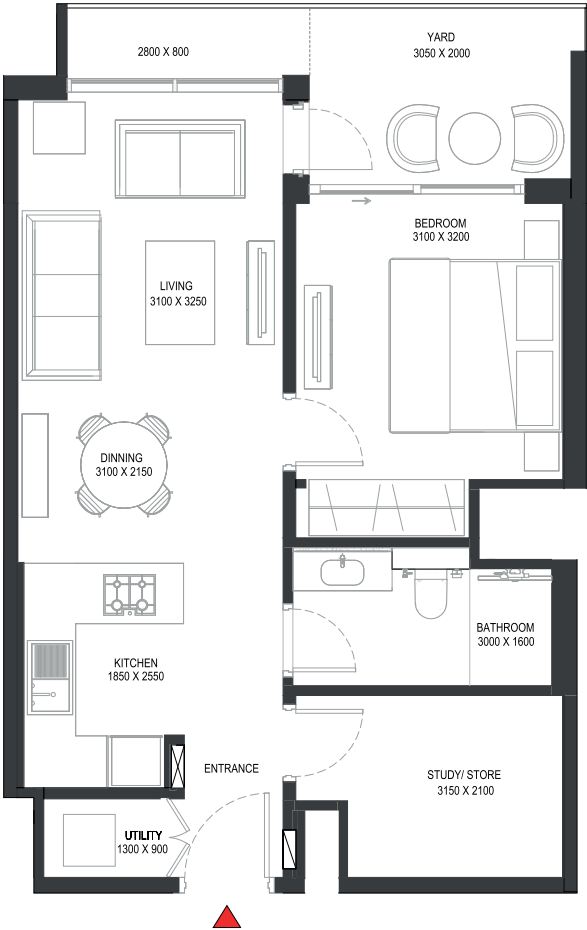 2800 X 800
YARD
3050 X 2000
BEDROOM
3100 X 3200
LIVING
3100 X 3250
DINNING
3100 X 2150
BATHROOM
3000 X 1600
KITCHEN
1850 X 2550
ENTRANCE
STUDY/ STORE
3150 X 2100
UTILITY
1300 X 900